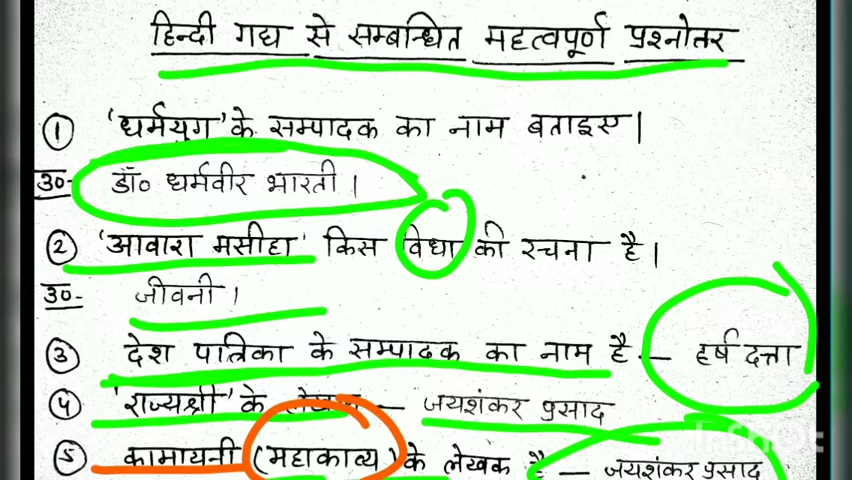 हिन्दी गद्य से सम्बन्धित महत्वपूर्ण प्रश्नोतर
① 'धर्मयुग' के सम्पादक का नाम बताइए।
उ०- डॉ० धर्मवीर भारती।
② 'आवारा मसीहा' किस विधा की रचना है।
उ०- जीवनी।
③ देश पत्रिका के सम्पादक का नाम है — हर्ष दत्ता
④ 'राज्यश्री' के लेखक — जयशंकर प्रसाद
⑤ कामायनी (महाकाव्य) के लेखक है — जयशंकर प्रसाद